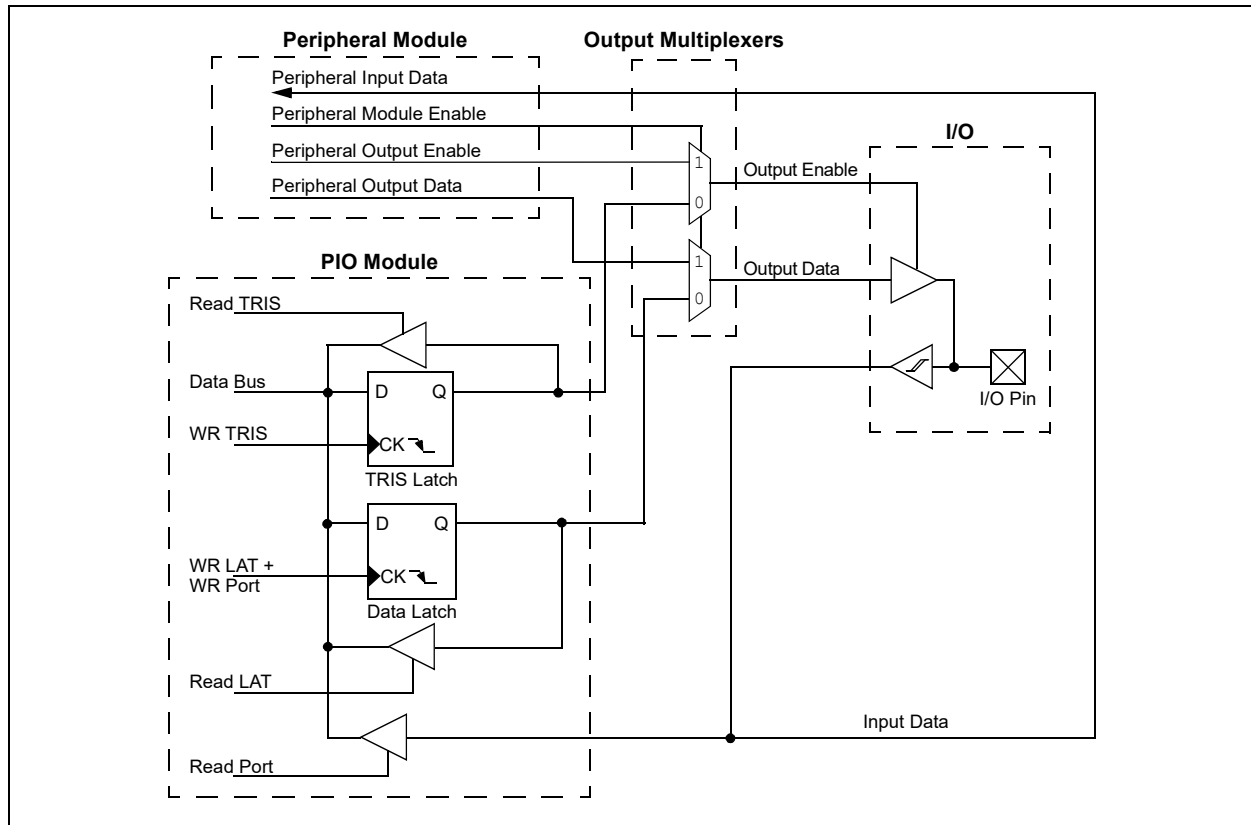 Peripheral Module
Output Multiplexers
Peripheral Input Data
Peripheral Module Enable
Peripheral Output Enable
Peripheral Output Data
1
0
Output Enable
1
0
Output Data
I/O
I/O Pin
PIO Module
Read TRIS
Data Bus
D Q
WR TRIS
CK
TRIS Latch
D Q
WR LAT +
WR Port
CK
Data Latch
Read LAT
Read Port
Input Data